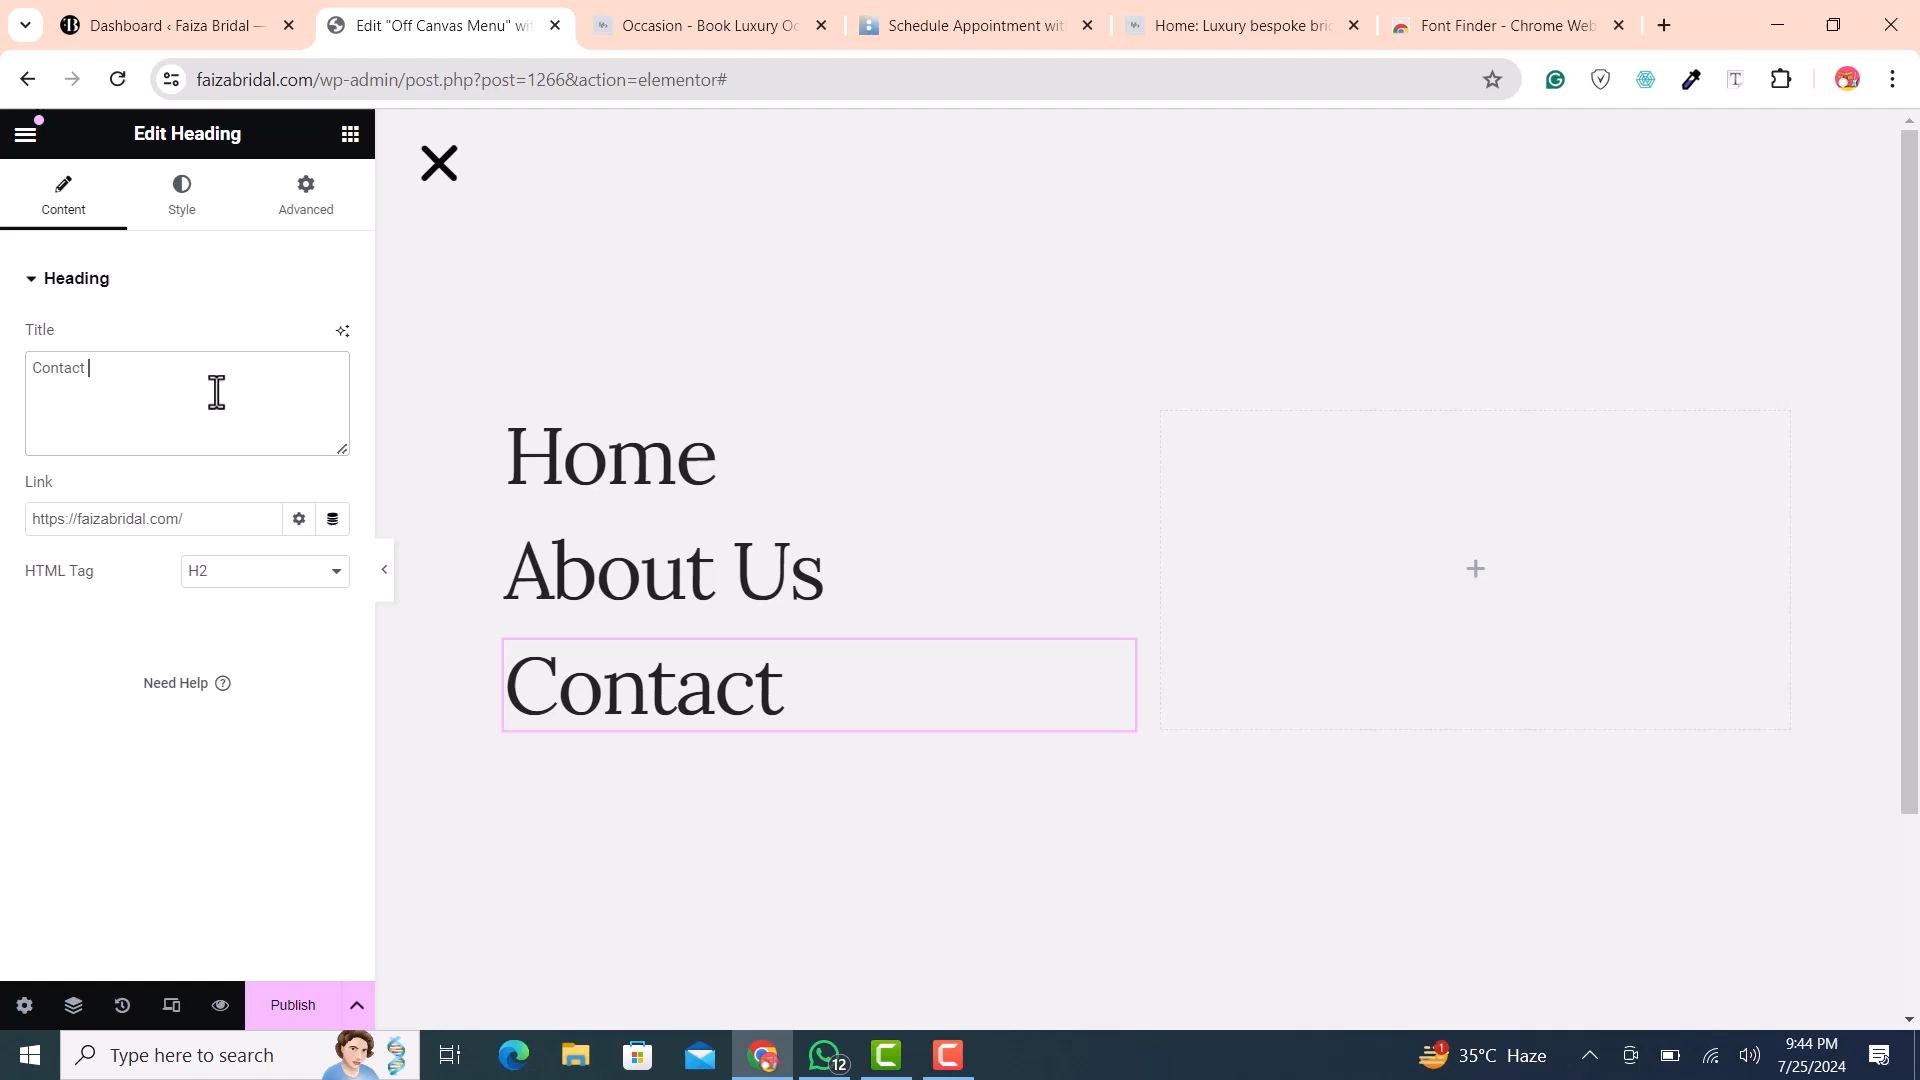 Dashboard ‹ Faiza Bridal —
Edit "Off Canvas Menu" wit
Occasion - Book Luxury Oc
Schedule Appointment wit
Home: Luxury bespoke bri
Font Finder - Chrome Web
faizabridal.com/wp-admin/post.php?post=1266&action=elementor#
Edit Heading
Content
Style
Advanced
Heading
Title
Contact
Link
https://faizabridal.com/
HTML Tag
H2
Need Help
Publish
Home
About Us
Contact
Type here to search
12
1
35°C Haze
9:44 PM
7/25/2024